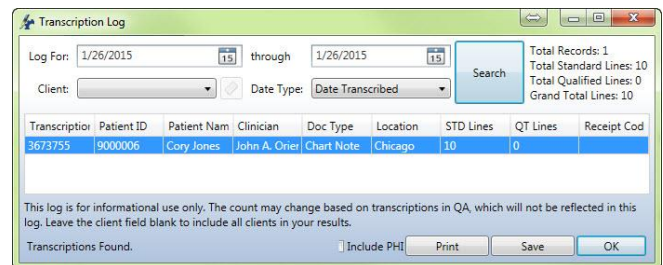 Transcription Log
Log For: 1/26/2015 15 through 1/26/2015 15 Search Total Records: 1
Total Standard Lines: 10
Client: Date Type: Date Transcribed Total Qualified Lines: 0
Grand Total Lines: 10
Transcriptior Patient ID Patient Nam Clinician Doc Type Location STD Lines QT Lines Receipt Cod
3673755 9000006 Cory Jones John A. Orier Chart Note Chicago 10 0
This log is for informational use only. The count may change based on transcriptions in QA, which will not be reflected in this
log. Leave the client field blank to include all clients in your results.
Transcriptions Found. Include PHI Print Save OK